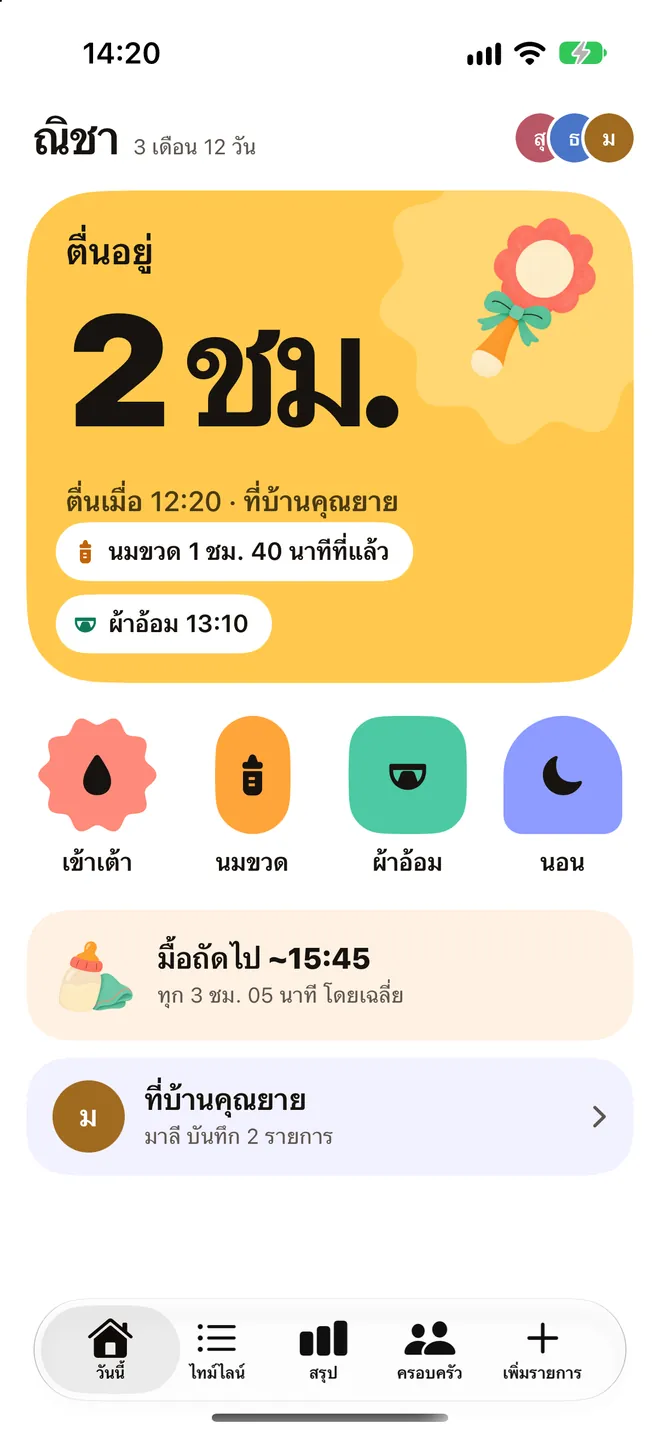 14:20
ณิชา 3 เดือน 12 วัน
สุ ธ ม
ตื่นอยู่
2 ชม.
ตื่นเมื่อ 12:20 · ที่บ้านคุณยาย
นมขวด 1 ชม. 40 นาทีที่แล้ว
ผ้าอ้อม 13:10
เข้าเต้า นมขวด ผ้าอ้อม นอน
มื้อถัดไป ~15:45
ทุก 3 ชม. 05 นาที โดยเฉลี่ย
ม
ที่บ้านคุณยาย
มาลี บันทึก 2 รายการ
วันนี้ ไทม์ไลน์ สรุป ครอบครัว เพิ่มรายการ